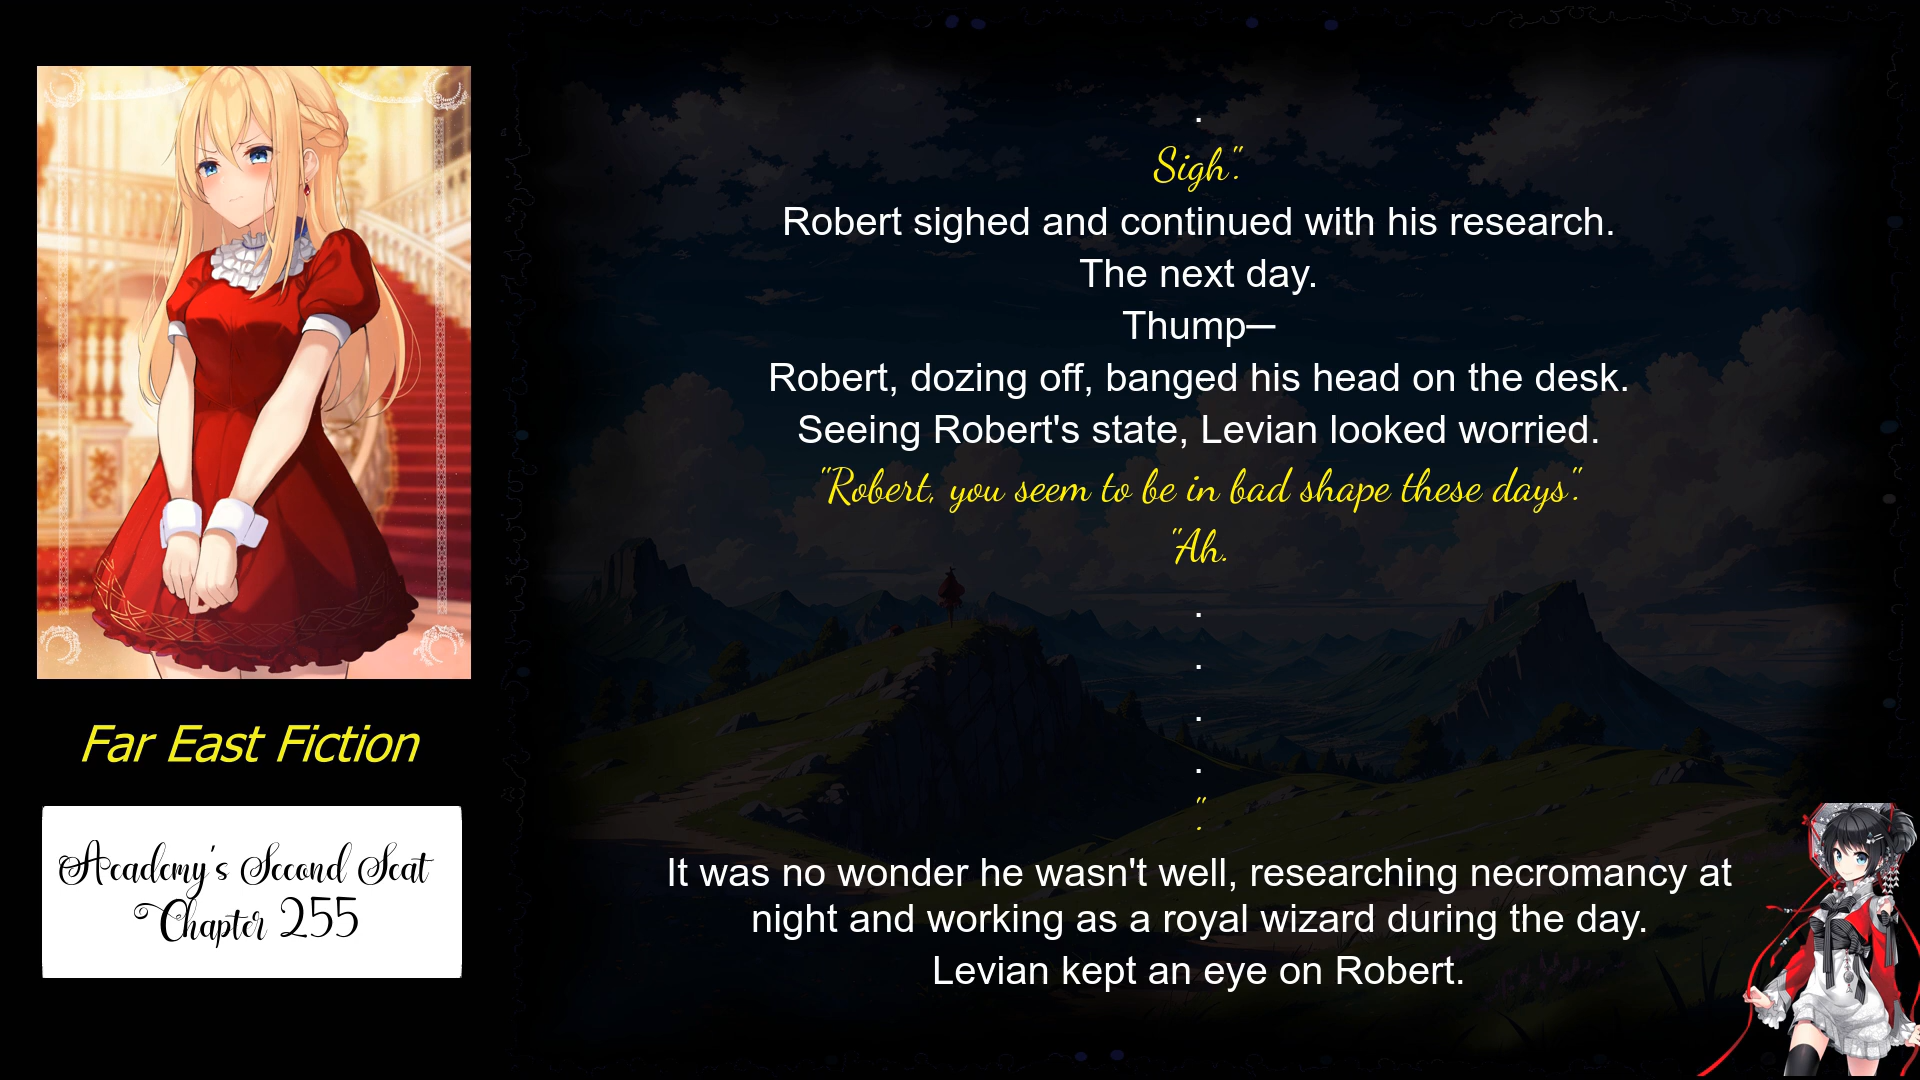 .
Sigh".
Robert sighed and continued with his research.
The next day.
Thump—
Robert, dozing off, banged his head on the desk.
Seeing Robert's state, Levian looked worried.
"Robert, you seem to be in bad shape these days".
"Ah.
.
.
.
.
".
It was no wonder he wasn't well, researching necromancy at
night and working as a royal wizard during the day.
Levian kept an eye on Robert.
Far East Fiction
Academy's Second Seat
Chapter 255